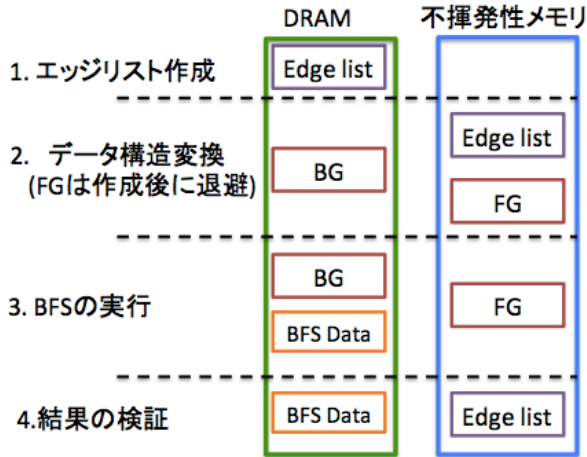 DRAM
不揮発性メモリ
1. エッジリスト作成
Edge list
2. データ構造変換
(FGは作成後に退避)
BG
Edge list
FG
3. BFSの実行
BG
BFS Data
FG
4.結果の検証
BFS Data
Edge list